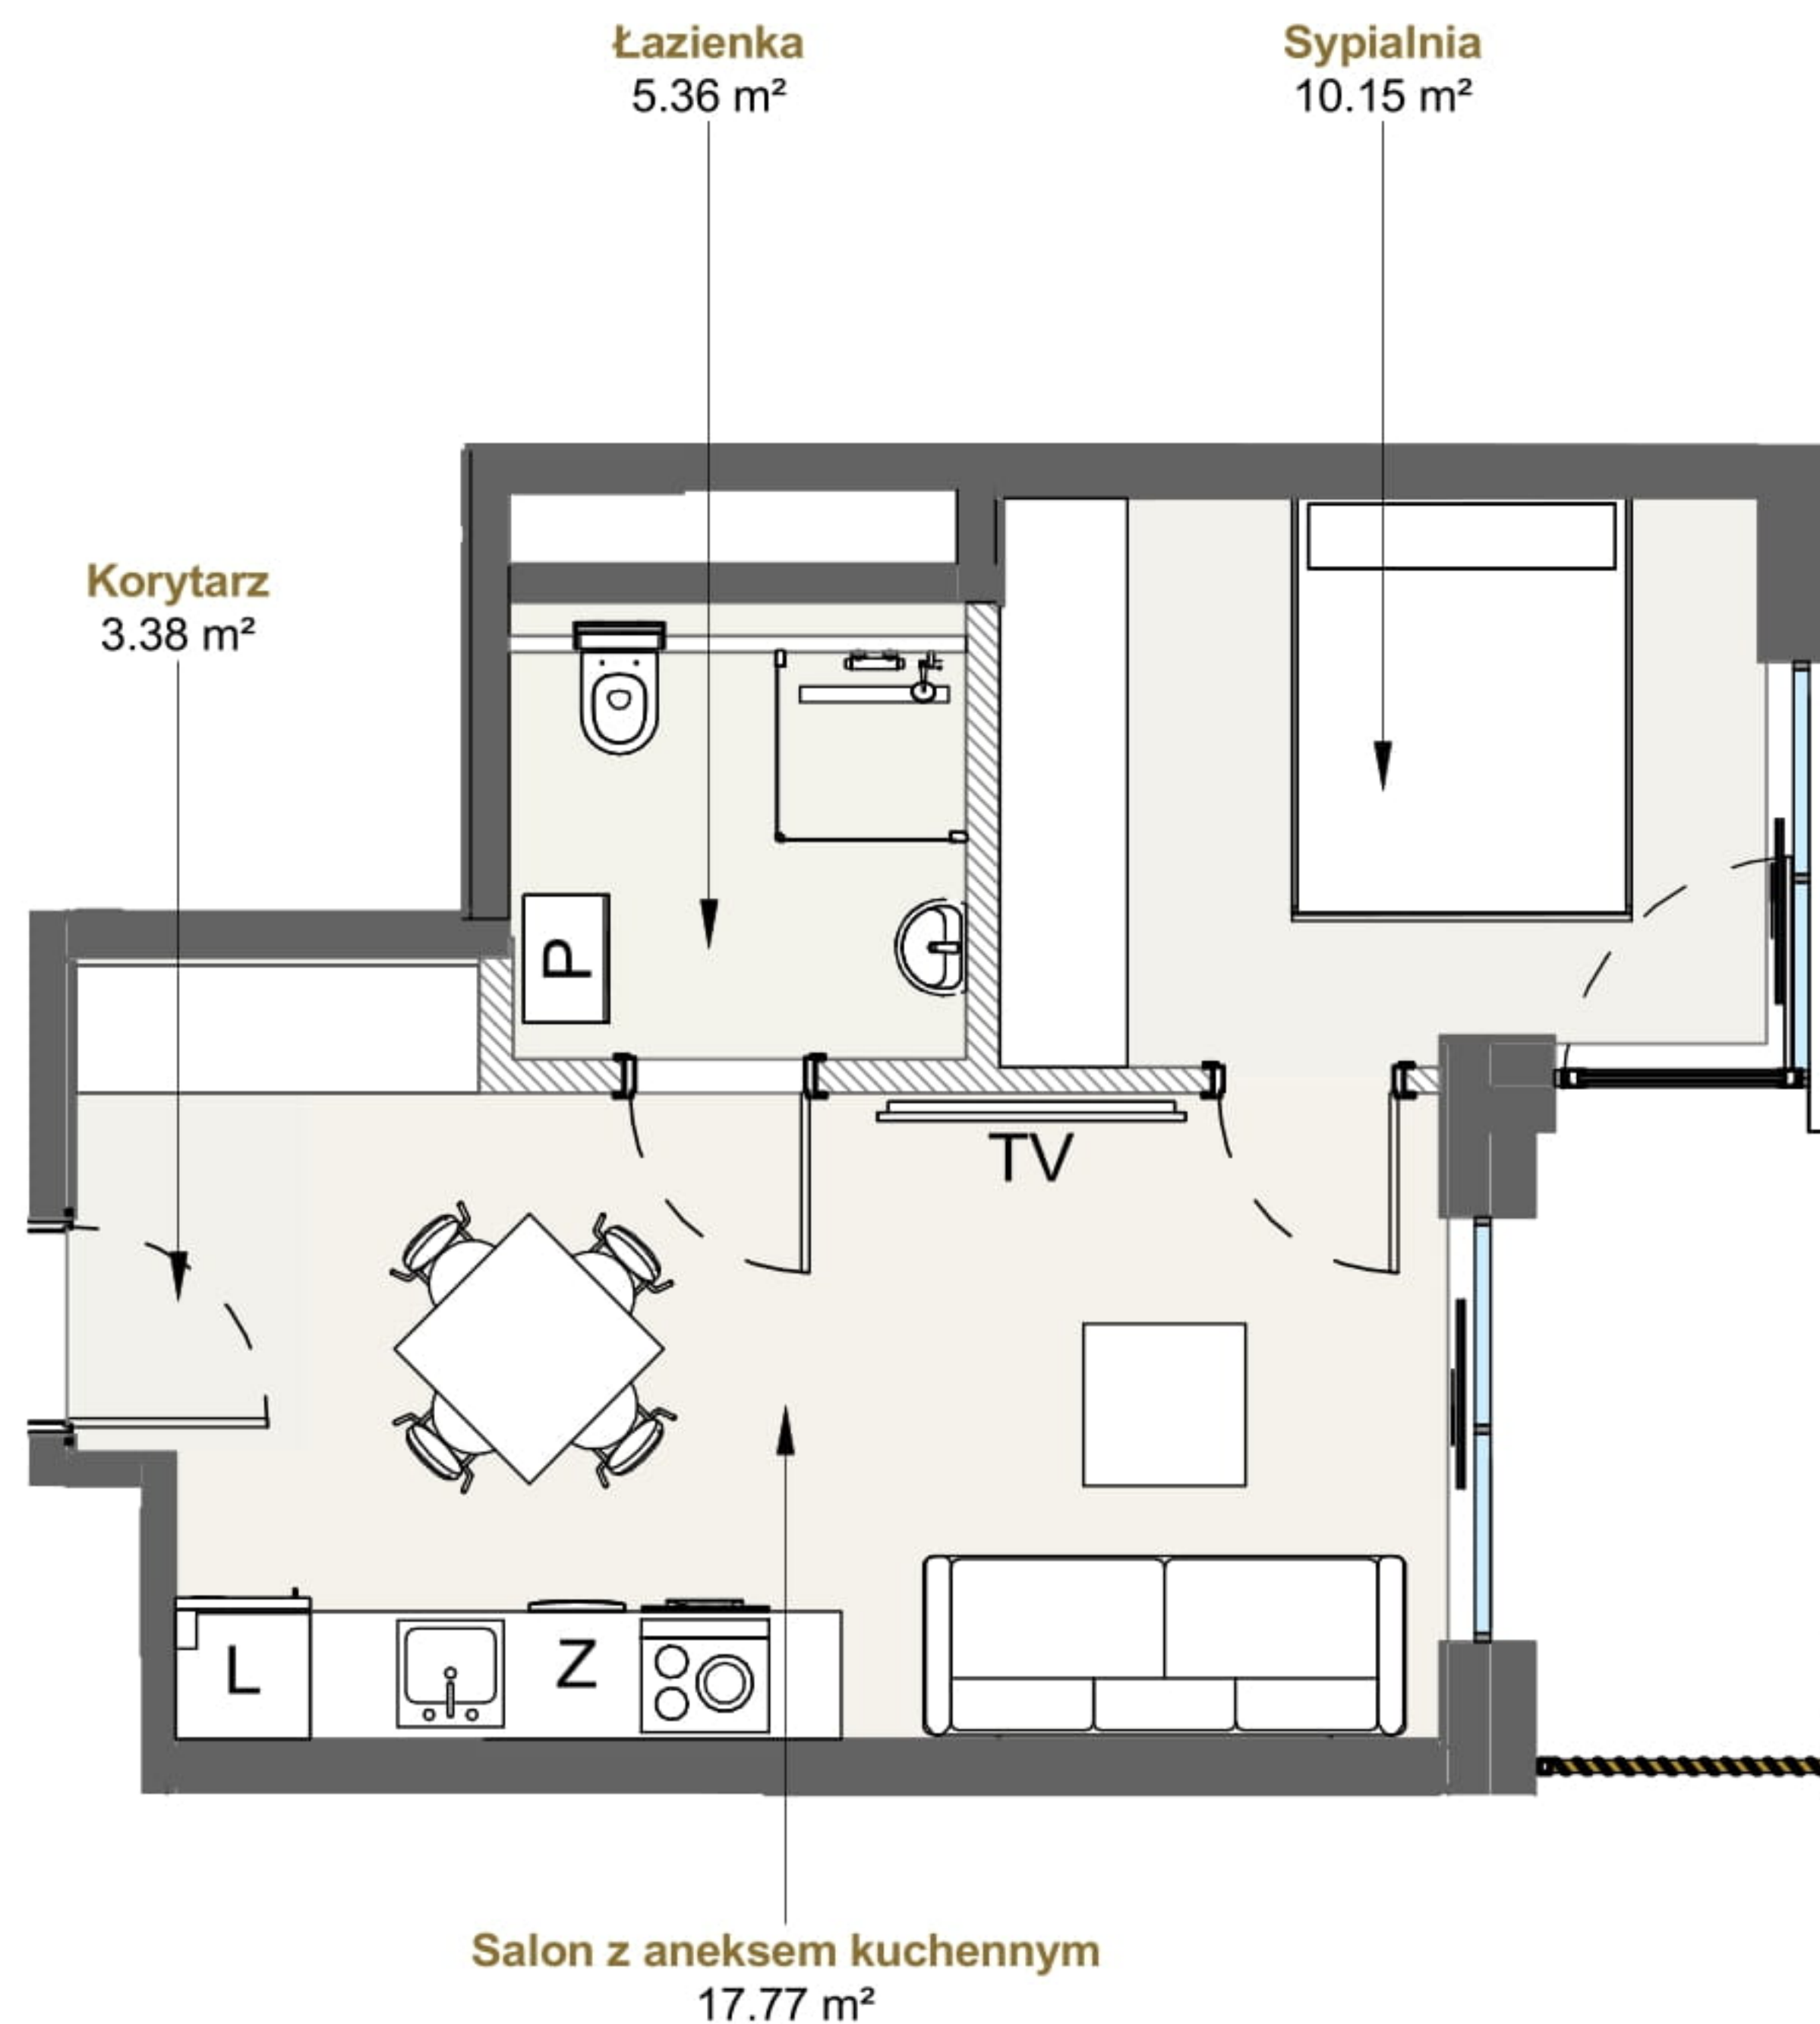 Łazienka
5.36 m²
Sypialnia
10.15 m²
Korytarz
3.38 m²
P
TV
L
Z
Salon z aneksem kuchennym
17.77 m²